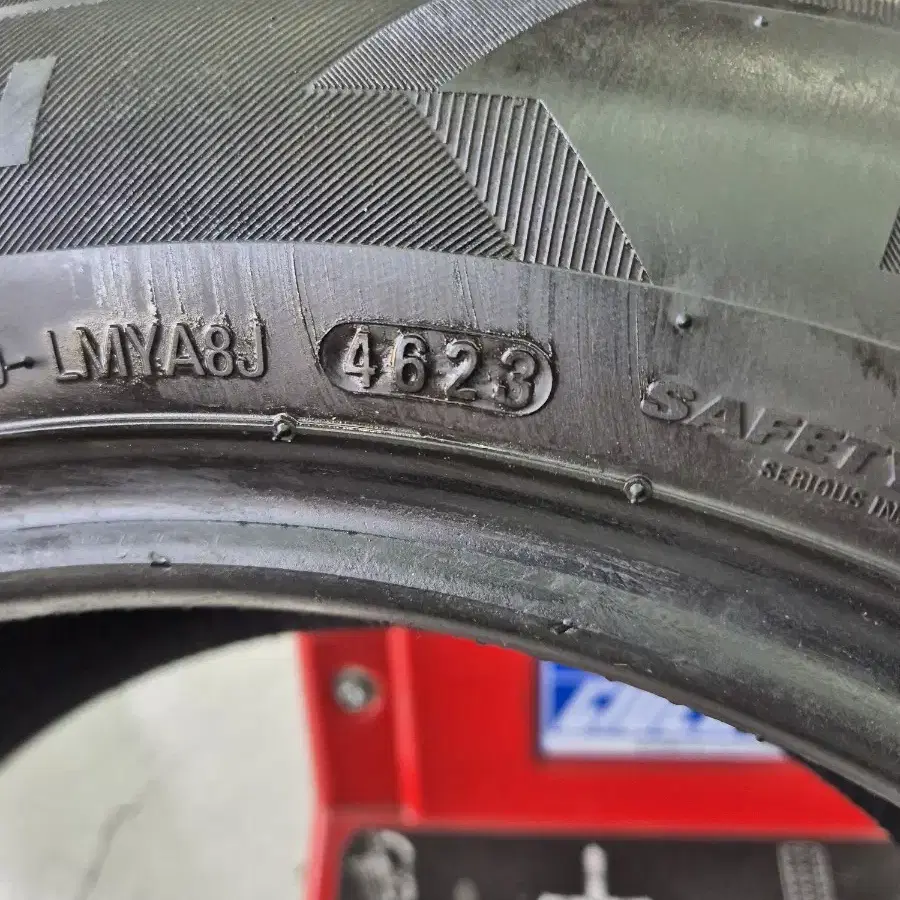 LMYA8J 4623
SAFETY
SERIOUS IN